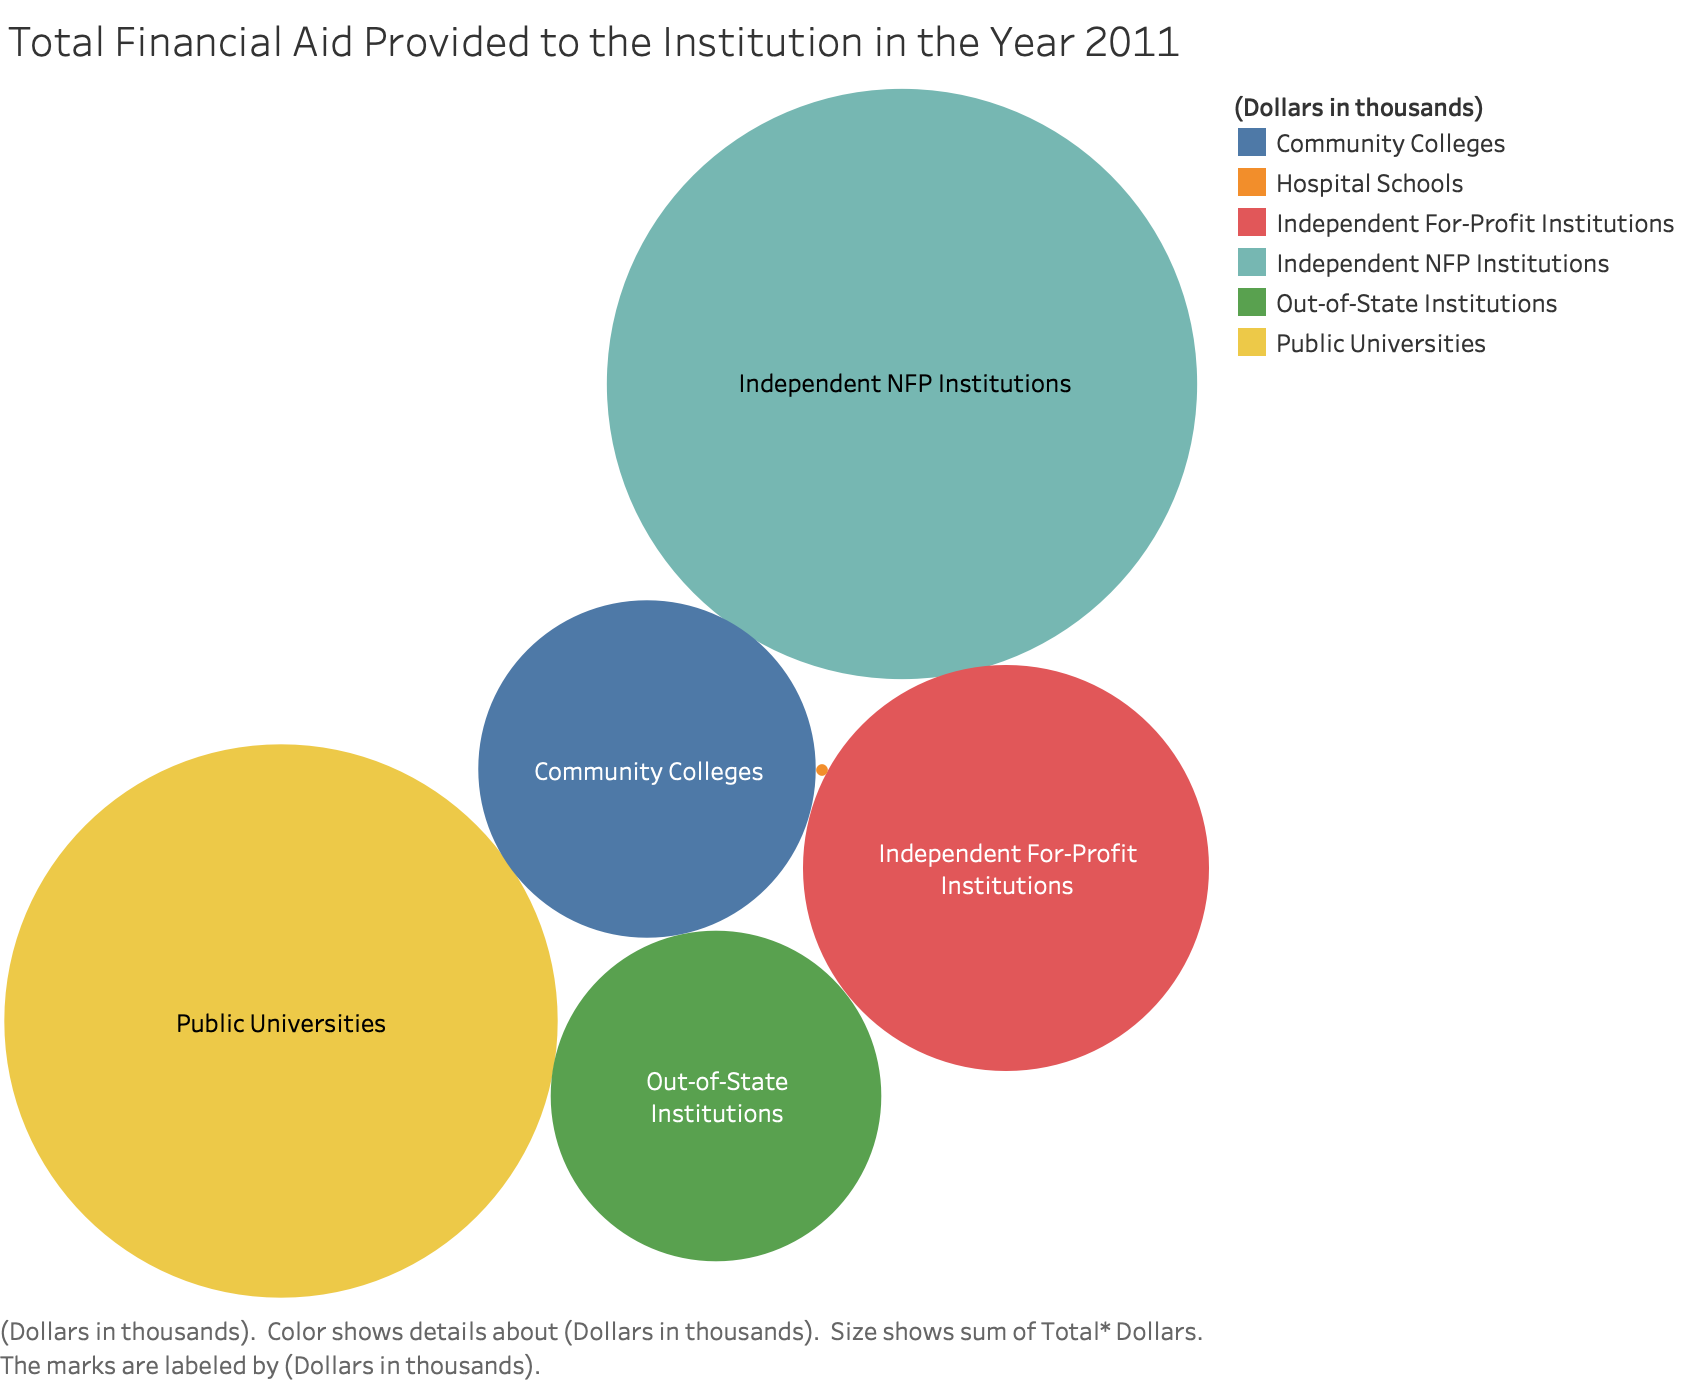 Total Financial Aid Provided to the Institution in the Year 2011
(Dollars in thousands)
Community Colleges
Hospital Schools
Independent For-Profit Institutions
Independent NFP Institutions
Out-of-State Institutions
Public Universities
Independent NFP Institutions
Community Colleges
Independent For-Profit
Institutions
Public Universities
Out-of-State
Institutions
(Dollars in thousands).  Color shows details about (Dollars in thousands).  Size shows sum of Total* Dollars.
The marks are labeled by (Dollars in thousands).